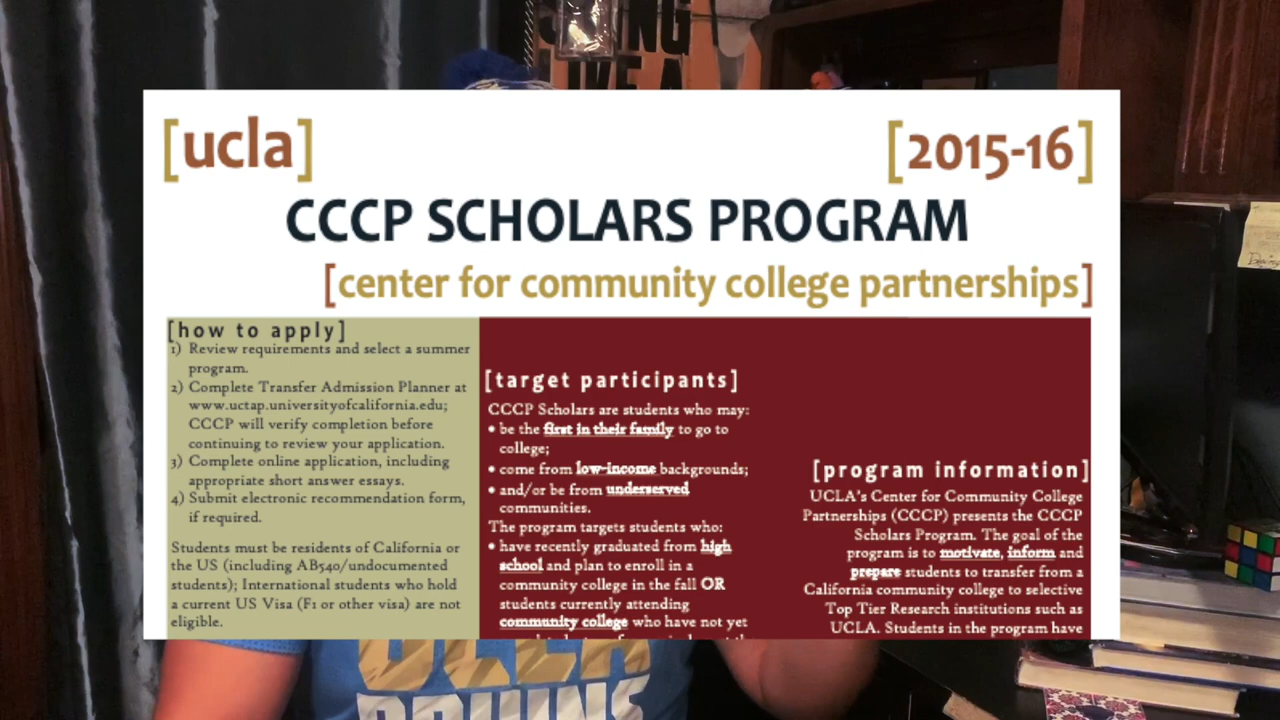 [ucla]
[2015-16]
CCCP SCHOLARS PROGRAM
[center for community college partnerships]
[how to apply]
1) Review requirements and select a summer
program.
2) Complete Transfer Admission Planner at
www.uctap.universityofcalifornia.edu;
CCCP will verify completion before
continuing to review your application.
3) Complete online application, including
appropriate short answer essays.
4) Submit electronic recommendation form,
if required.
Students must be residents of California or
the US (including AB540/undocumented
students); International students who hold
a current US Visa (F1 or other visa) are not
eligible.
[target participants]
CCCP Scholars are students who may:
• be the first in their family to go to
college;
• come from low-income backgrounds;
• and/or be from underserved
communities.
The program targets students who:
• have recently graduated from high
school and plan to enroll in a
community college in the fall OR
students currently attending
community college who have not yet
[program information]
UCLA's Center for Community College
Partnerships (CCCP) presents the CCCP
Scholars Program. The goal of the
program is to motivate, inform and
prepare students to transfer from a
California community college to selective
Top Tier Research institutions such as
UCLA. Students in the program have
UCLA
BRUINS